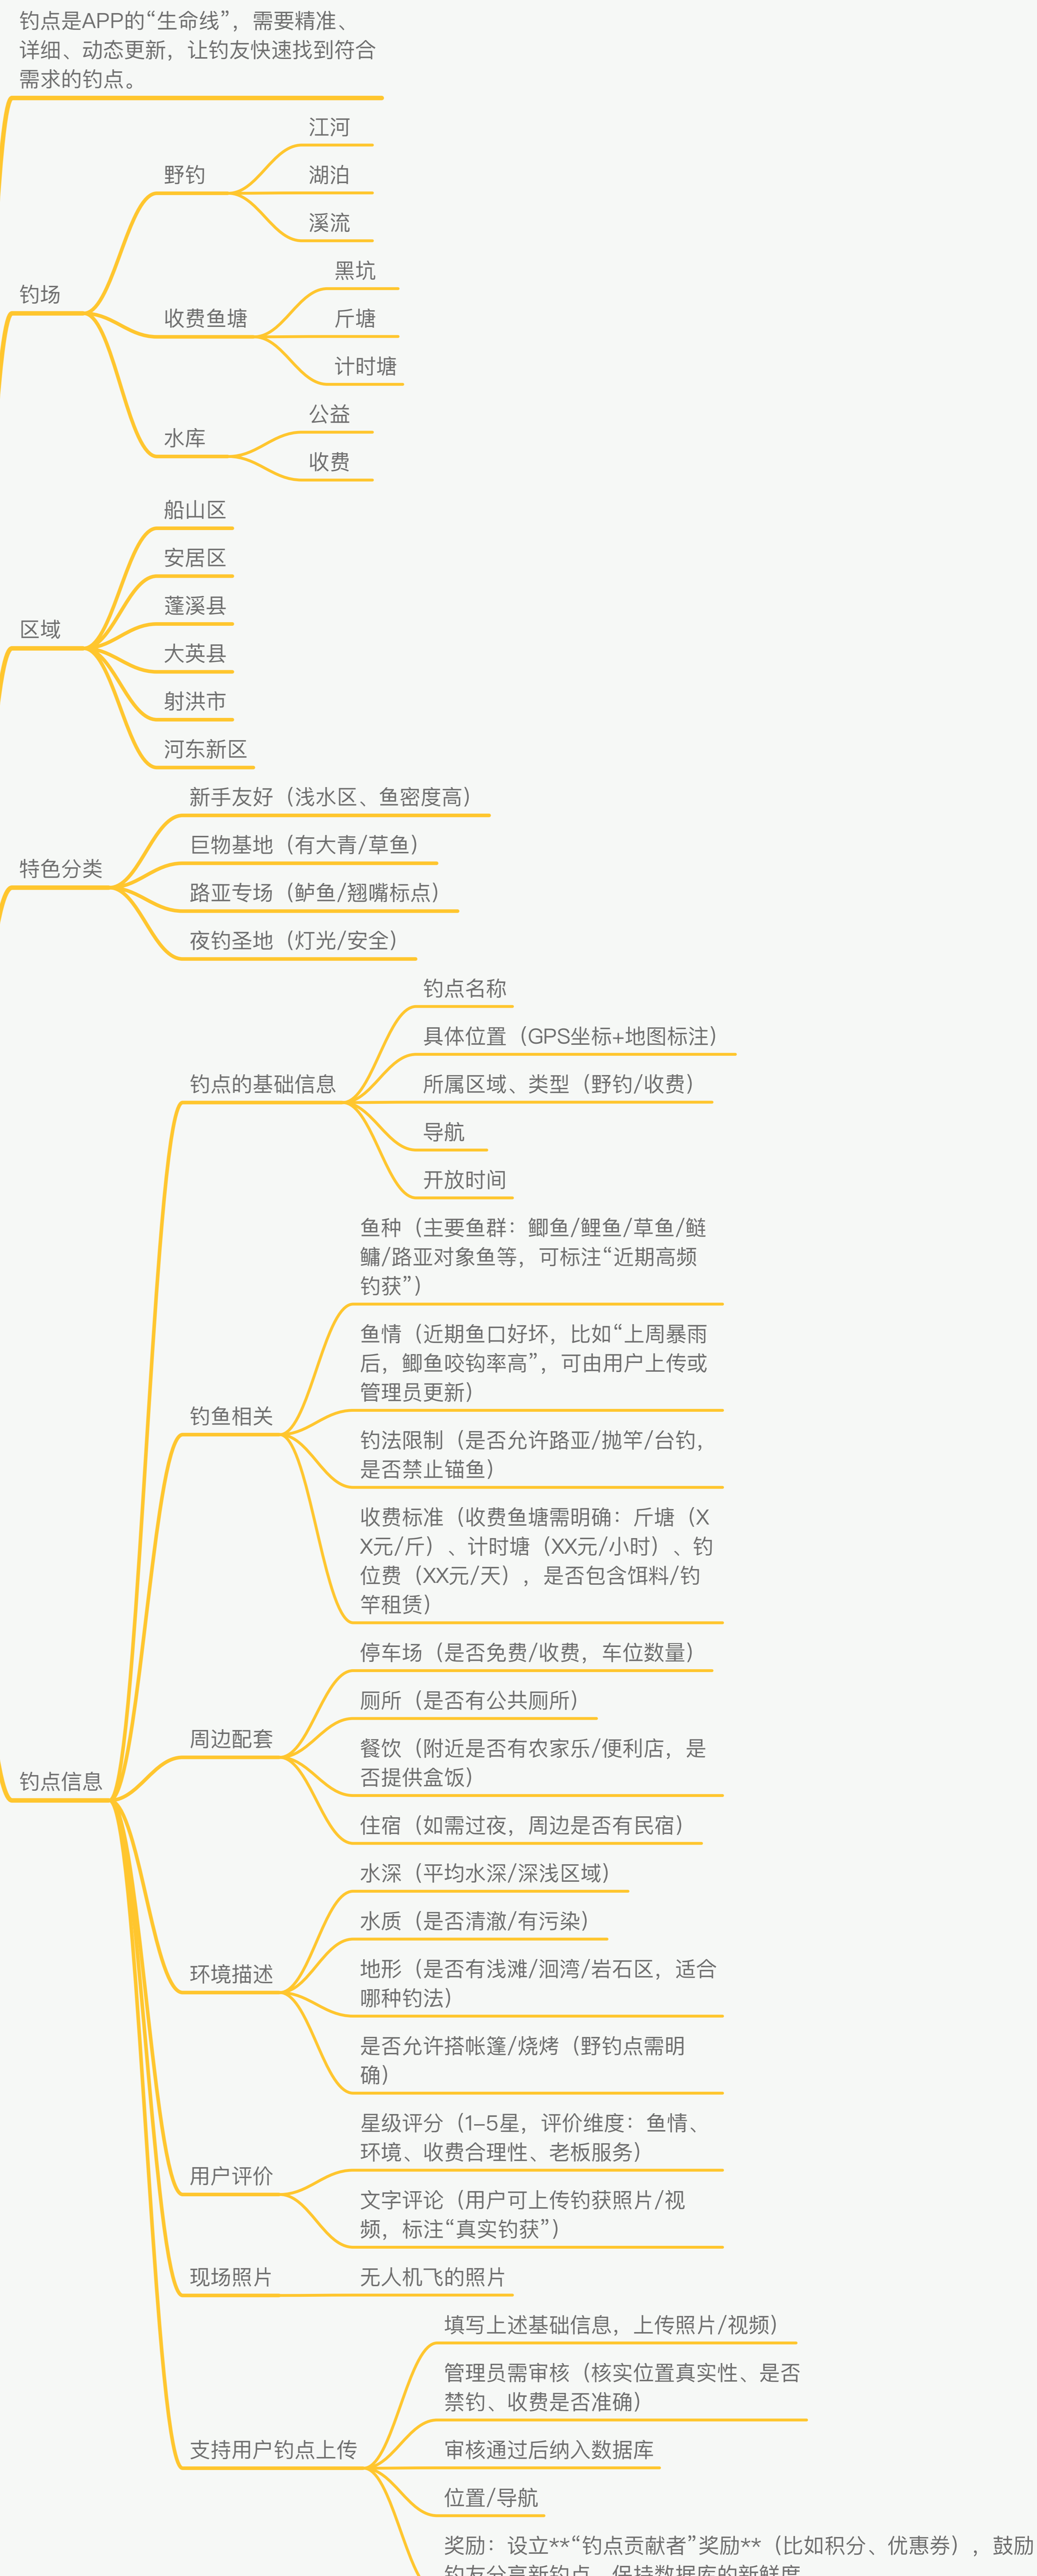 钓点是APP的“生命线”，需要精准、
详细、动态更新，让钓友快速找到符合
需求的钓点。
钓场
野钓
江河
湖泊
溪流
收费鱼塘
黑坑
斤塘
计时塘
水库
公益
收费
区域
船山区
安居区
蓬溪县
大英县
射洪市
河东新区
特色分类
新手友好（浅水区、鱼密度高）
巨物基地（有大青/草鱼）
路亚专场（鲈鱼/翘嘴标点）
夜钓圣地（灯光/安全）
钓点信息
钓点的基础信息
钓点名称
具体位置（GPS坐标+地图标注）
所属区域、类型（野钓/收费）
导航
开放时间
钓鱼相关
鱼种（主要鱼群：鲫鱼/鲤鱼/草鱼/鲢
鳙/路亚对象鱼等，可标注“近期高频
钓获”）
鱼情（近期鱼口好坏，比如“上周暴雨
后，鲫鱼咬钩率高”，可由用户上传或
管理员更新）
钓法限制（是否允许路亚/抛竿/台钓，
是否禁止锚鱼）
收费标准（收费鱼塘需明确：斤塘（X
X元/斤）、计时塘（XX元/小时）、钓
位费（XX元/天），是否包含饵料/钓
竿租赁）
周边配套
停车场（是否免费/收费，车位数量）
厕所（是否有公共厕所）
餐饮（附近是否有农家乐/便利店，是
否提供盒饭）
住宿（如需过夜，周边是否有民宿）
环境描述
水深（平均水深/深浅区域）
水质（是否清澈/有污染）
地形（是否有浅滩/洄湾/岩石区，适合
哪种钓法）
是否允许搭帐篷/烧烤（野钓点需明
确）
用户评价
星级评分（1-5星，评价维度：鱼情、
环境、收费合理性、老板服务）
文字评论（用户可上传钓获照片/视
频，标注“真实钓获”）
现场照片
无人机飞的照片
支持用户钓点上传
填写上述基础信息，上传照片/视频）
管理员需审核（核实位置真实性、是否
禁钓、收费是否准确）
审核通过后纳入数据库
位置/导航
奖励：设立**“钓点贡献者”奖励**（比如积分、优惠券），鼓励
钓友分享新钓点，保持数据库的新鲜度